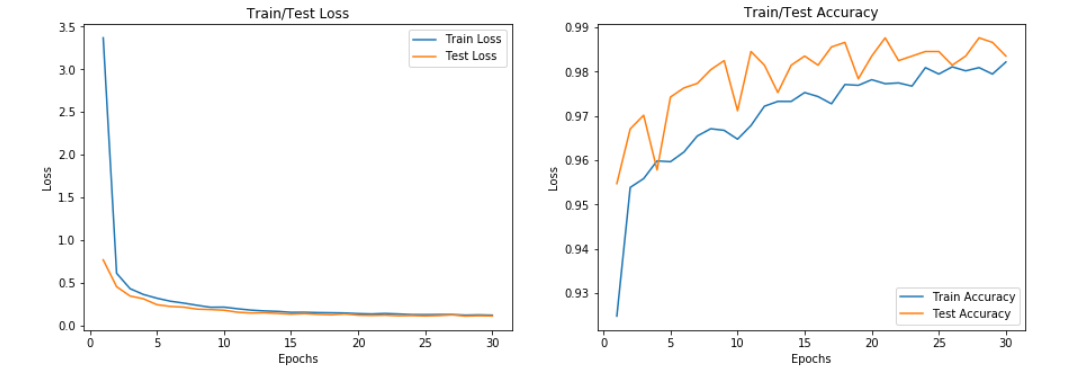 Train/Test Loss
3.5
3.0
2.5
2.0
1.5
1.0
0.5
0.0
Loss
Train Loss
Test Loss
0 5 10 15 20 25 30
Epochs
Train/Test Accuracy
0.99
0.98
0.97
0.96
0.95
0.94
0.93
Loss
Train Accuracy
Test Accuracy
0 5 10 15 20 25 30
Epochs